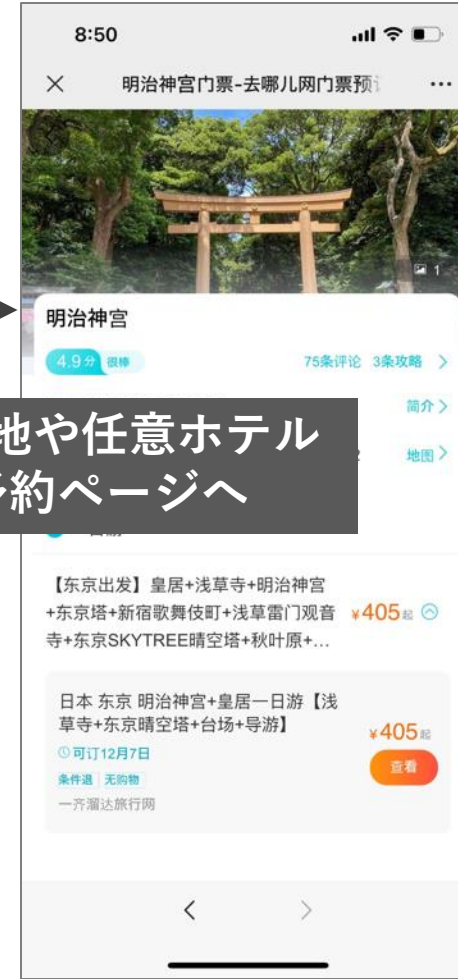 8:50
明治神宫门票-去哪儿网门票预
1
明治神宫
4.9分 很棒
75条评论 3条攻略
简介
地や任意ホテル
地图
予約ページへ
【东京出发】皇居+浅草寺+明治神宫
+东京塔+新宿歌舞伎町+浅草雷门观音
¥405起
寺+东京SKYTREE晴空塔+秋叶原+...
日本 东京 明治神宫+皇居一日游【浅
草寺+东京晴空塔+台场+导游】
¥405起
可订12月7日
查看
条件退 无购物
一齐溜达旅行网